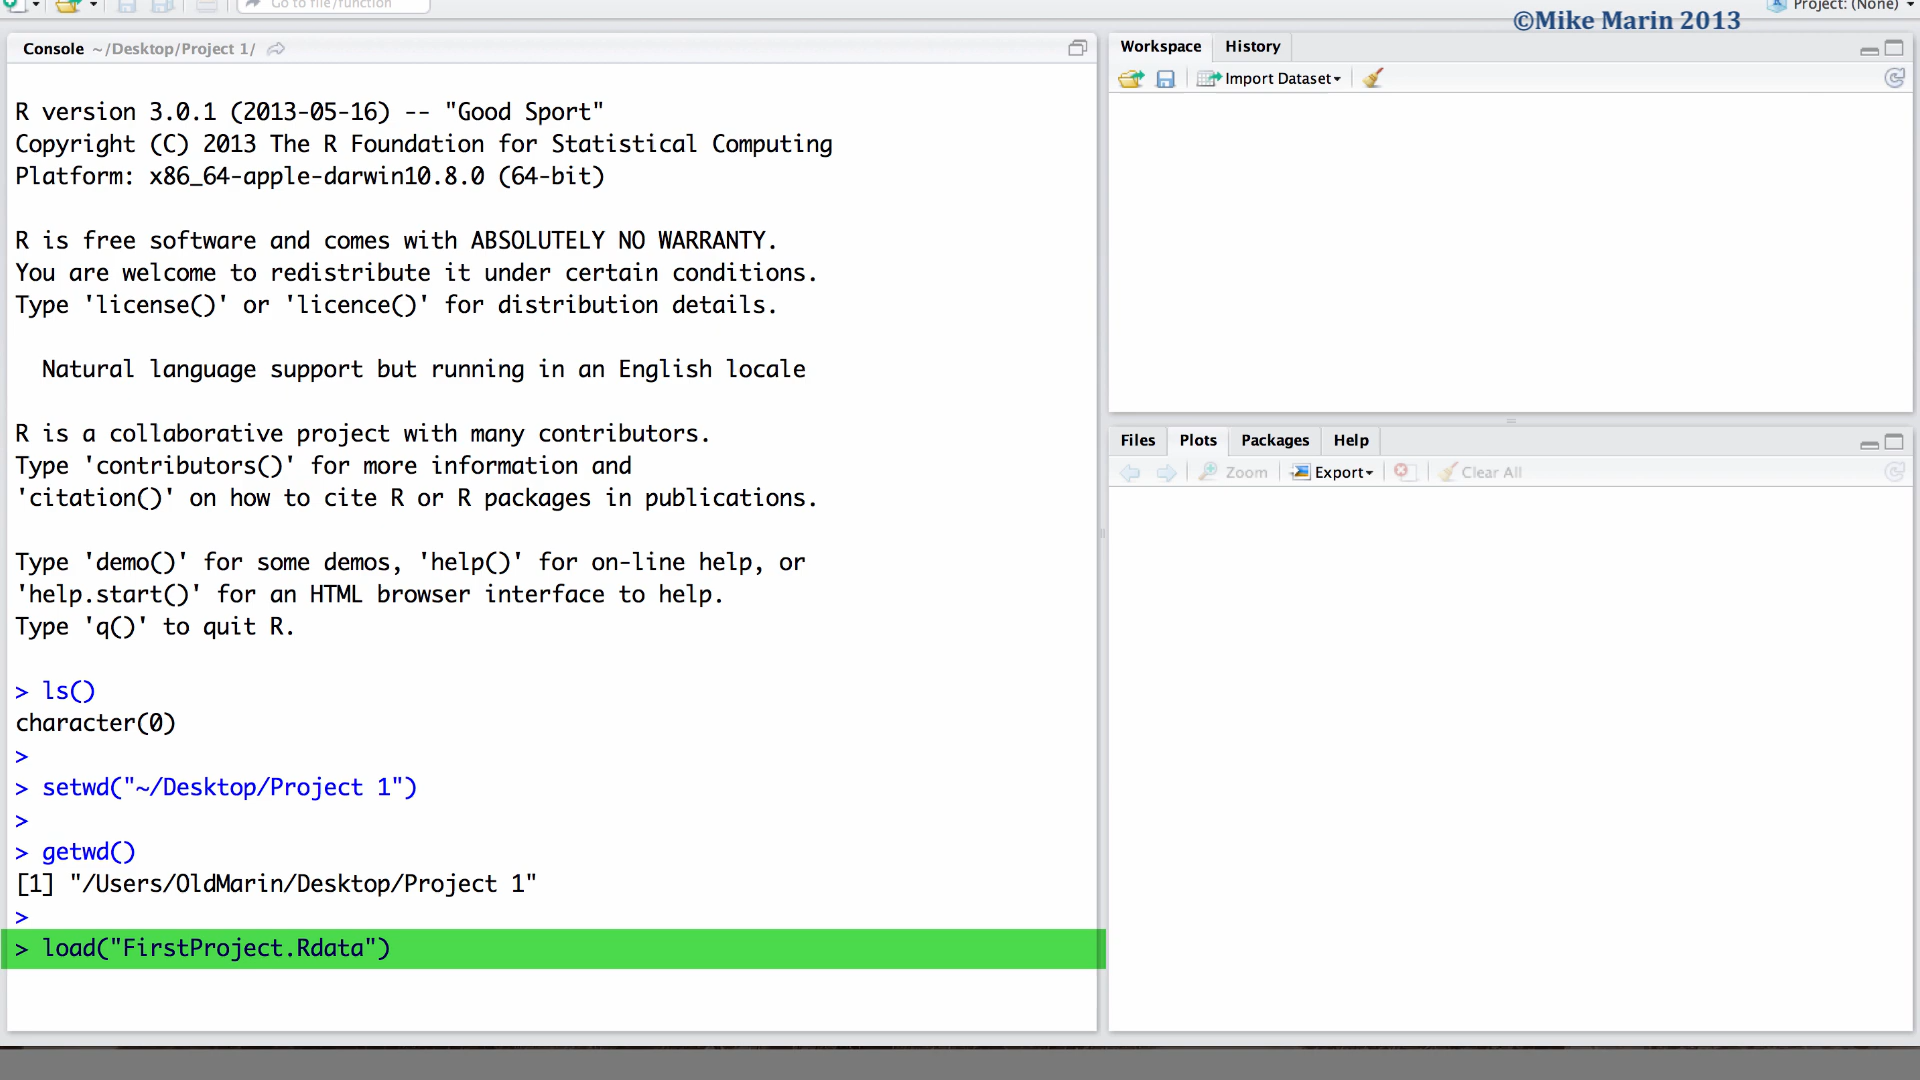 Go to file/function
Project: (None)
©Mike Marin 2013
Console ~/Desktop/Project 1/
R version 3.0.1 (2013-05-16) -- "Good Sport"
Copyright (C) 2013 The R Foundation for Statistical Computing
Platform: x86_64-apple-darwin10.8.0 (64-bit)
R is free software and comes with ABSOLUTELY NO WARRANTY.
You are welcome to redistribute it under certain conditions.
Type 'license()' or 'licence()' for distribution details.
Natural language support but running in an English locale
R is a collaborative project with many contributors.
Type 'contributors()' for more information and
'citation()' on how to cite R or R packages in publications.
Type 'demo()' for some demos, 'help()' for on-line help, or
'help.start()' for an HTML browser interface to help.
Type 'q()' to quit R.
> ls()
character(0)
>
> setwd("~/Desktop/Project 1")
>
> getwd()
[1] "/Users/OldMarin/Desktop/Project 1"
>
> load("FirstProject.Rdata")
Workspace History
Import Dataset
Files Plots Packages Help
Zoom Export Clear All